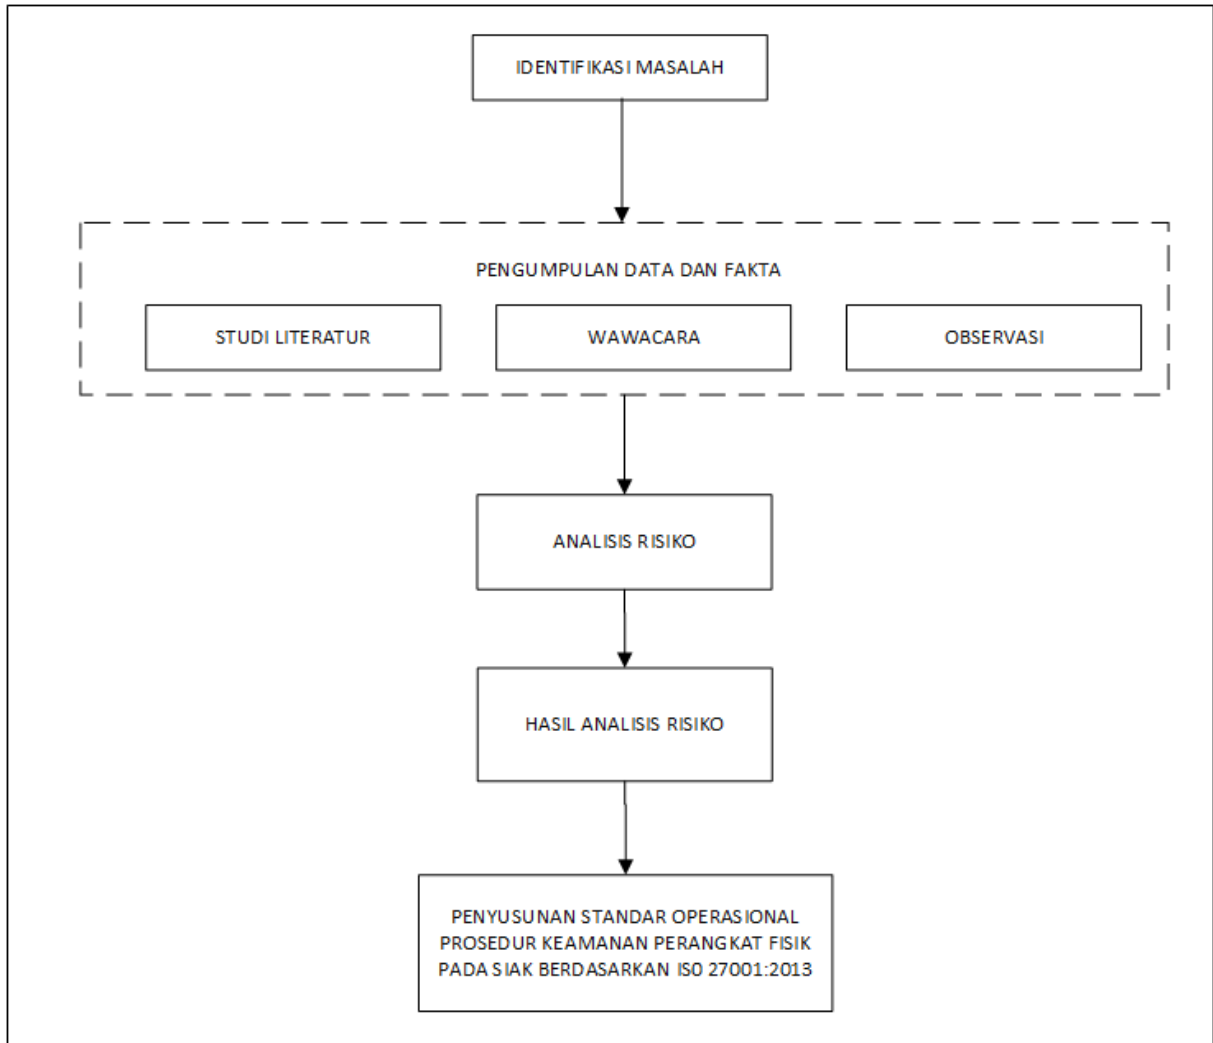 IDENTIFIKASI MASALAH
PENGUMPULAN DATA DAN FAKTA
STUDI LITERATUR
WAWACARA
OBSERVASI
ANALISIS RISIKO
HASIL ANALISIS RISIKO
PENYUSUNAN STANDAR OPERASIONAL
PROSEDUR KEAMANAN PERANGKAT FISIK
PADA SIAK BERDASARKAN IS0 27001:2013